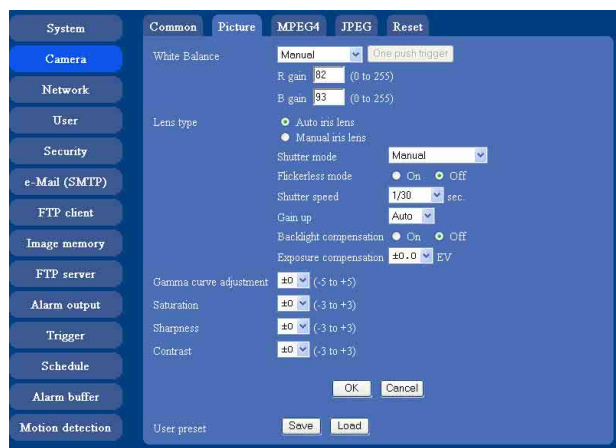 System
Camera
Network
User
Security
e-Mail (SMTP)
FTP client
Image memory
FTP server
Alarm output
Trigger
Schedule
Alarm buffer
Motion detection
Common Picture MPEG4 JPEG Reset
White Balance Manual One push trigger
R gain 82 (0 to 255)
B gain 93 (0 to 255)
Lens type Auto iris lens
Manual iris lens
Shutter mode Manual
Flickerless mode On Off
Shutter speed 1/30 sec.
Gain up Auto
Backlight compensation On Off
Exposure compensation ±0.0 EV
Gamma curve adjustment ±0 (-5 to +5)
Saturation ±0 (-3 to +3)
Sharpness ±0 (-3 to +3)
Contrast ±0 (-3 to +3)
OK Cancel
User preset Save Load